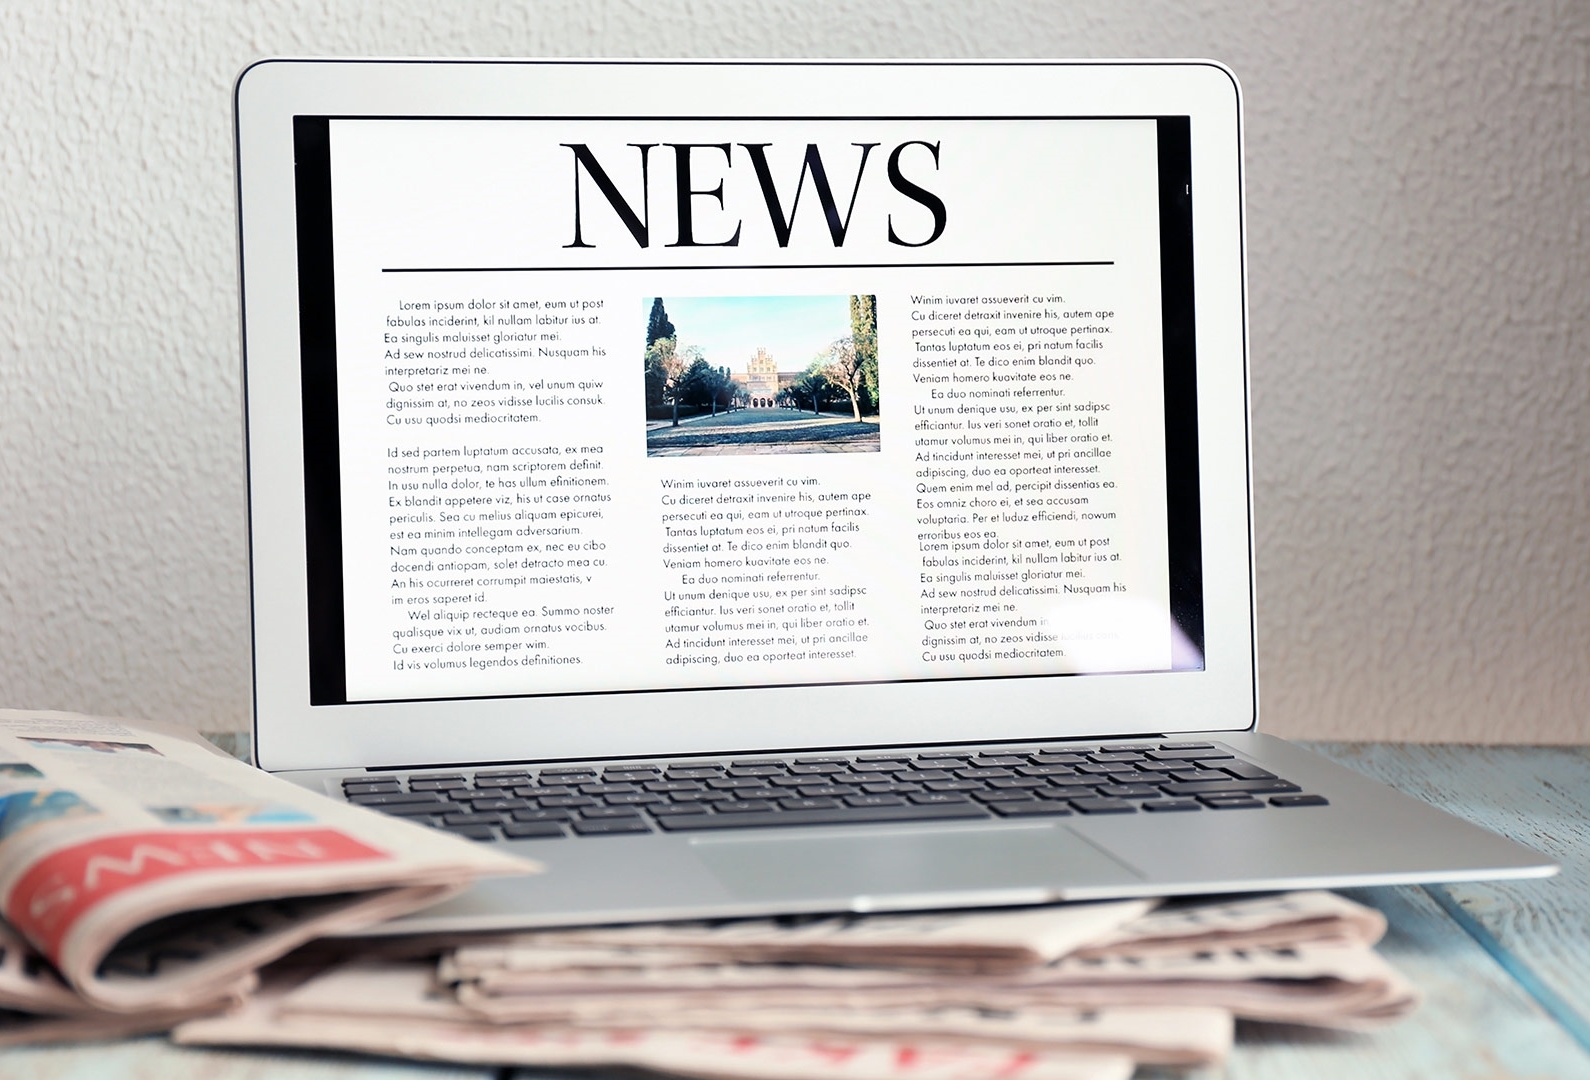 NEWS
Lorem ipsum dolor sit amet, eum ut post
fabulas inciderint, kil nullam labitur ius at.
Ea singulis maluisset gloriatur mei.
Ad sew nostrud delicatissimi. Nusquam his
interpretariz mei ne.
Quo stet erat vivendum in, vel unum quiw
dignissim at, no zeos vidisse lucilis consuk.
Cu usu quodsi mediocritatem.
Id sed partem luptatum accusata, ex mea
nostrum perpetua, nam scriptorem definit.
In usu nulla dolor, te has ullum efinitionem.
Ex blandit appetere viz, his ut case ornatus
periculis. Sea cu melius aliquam epicurei,
est ea minim intellegam adversarium.
Nam quando conceptam ex, nec eu cibo
docendi antiopam, solet detracto mea cu.
An his ocurreret corrumpit maiestatis, v
im eros saperet id.
Wel aliquip recteque ea. Summo noster
qualisque vix ut, audiam ornatus vocibus.
Cu exerci dolore semper wim.
Id vis volumus legendos definitiones.
Winim iuvaret assueverit cu vim.
Cu diceret detraxit invenire his, autem ape
persecuti ea qui, eam ut utroque pertinax.
Tantas luptatum eos ei, pri natum facilis
dissentiet at. Te dico enim blandit quo.
Veniam homero kuavitate eos ne.
Ea duo nominati referrentur.
Ut unum denique usu, ex per sint sadipsc
efficiantur. Ius veri sonet oratio et, tollit
utamur volumus mei in, qui liber oratio et.
Ad tincidunt interesset mei, ut pri ancillae
adipiscing, duo ea oporteat interesset.
Winim iuvaret assueverit cu vim.
Cu diceret detraxit invenire his, autem ape
persecuti ea qui, eam ut utroque pertinax.
Tantas luptatum eos ei, pri natum facilis
dissentiet at. Te dico enim blandit quo.
Veniam homero kuavitate eos ne.
Ea duo nominati referrentur.
Ut unum denique usu, ex per sint sadipsc
efficiantur. Ius veri sonet oratio et, tollit
utamur volumus mei in, qui liber oratio et.
Ad tincidunt interesset mei, ut pri ancillae
adipiscing, duo ea oporteat interesset.
Quem enim mel ad, percipit dissentias ea.
Eos omniz choro ei, et sea accusam
voluptaria. Per et luduz efficiendi, nowum
erroribus eos ea.
Lorem ipsum dolor sit amet, eum ut post
fabulas inciderint, kil nullam labitur ius at.
Ea singulis maluisset gloriatur mei.
Ad sew nostrud delicatissimi. Nusquam his
interpretariz mei ne.
Quo stet erat vivendum in
dignissim at, no zeos vidisse
Cu usu quodsi mediocritatem.
NEWS